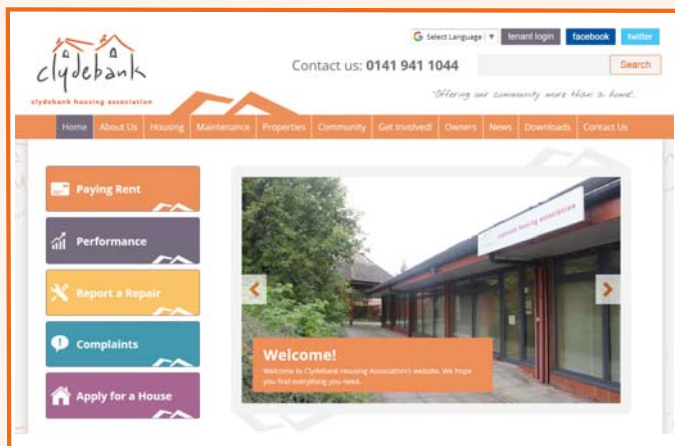 Select Language
tenant login
facebook
twitter
clydebank
clydebank housing association
Contact us: 0141 941 1044
Search
"Offering our community more than a home".
Home About Us Housing Maintenance Properties Community Get Involved! Owners News Downloads Contact Us
Paying Rent
Performance
Report a Repair
Complaints
Apply for a House
clydebank housing association
Welcome!
Welcome to Clydebank Housing Association's website. We hope
you find everything you need.